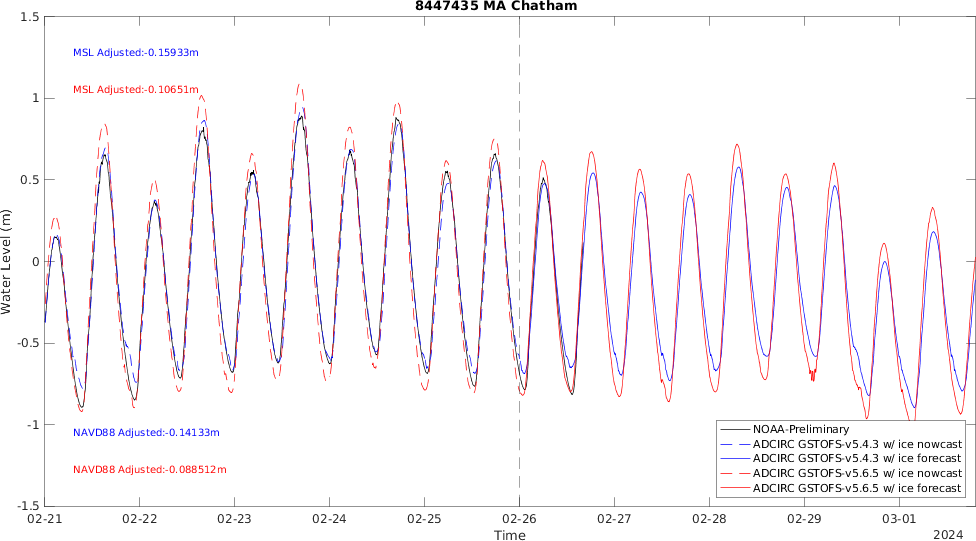 8447435 MA Chatham
1.5
1
0.5
0
-0.5
-1
-1.5
Water Level (m)
MSL Adjusted:-0.15933m
MSL Adjusted:-0.10651m
NAVD88 Adjusted:-0.14133m
NAVD88 Adjusted:-0.088512m
NOAA-Preliminary
ADCIRC GSTOFS-v5.4.3 w/ ice nowcast
ADCIRC GSTOFS-v5.4.3 w/ ice forecast
ADCIRC GSTOFS-v5.6.5 w/ ice nowcast
ADCIRC GSTOFS-v5.6.5 w/ ice forecast
02-21 02-22 02-23 02-24 02-25 02-26 02-27 02-28 02-29 03-01
Time
2024